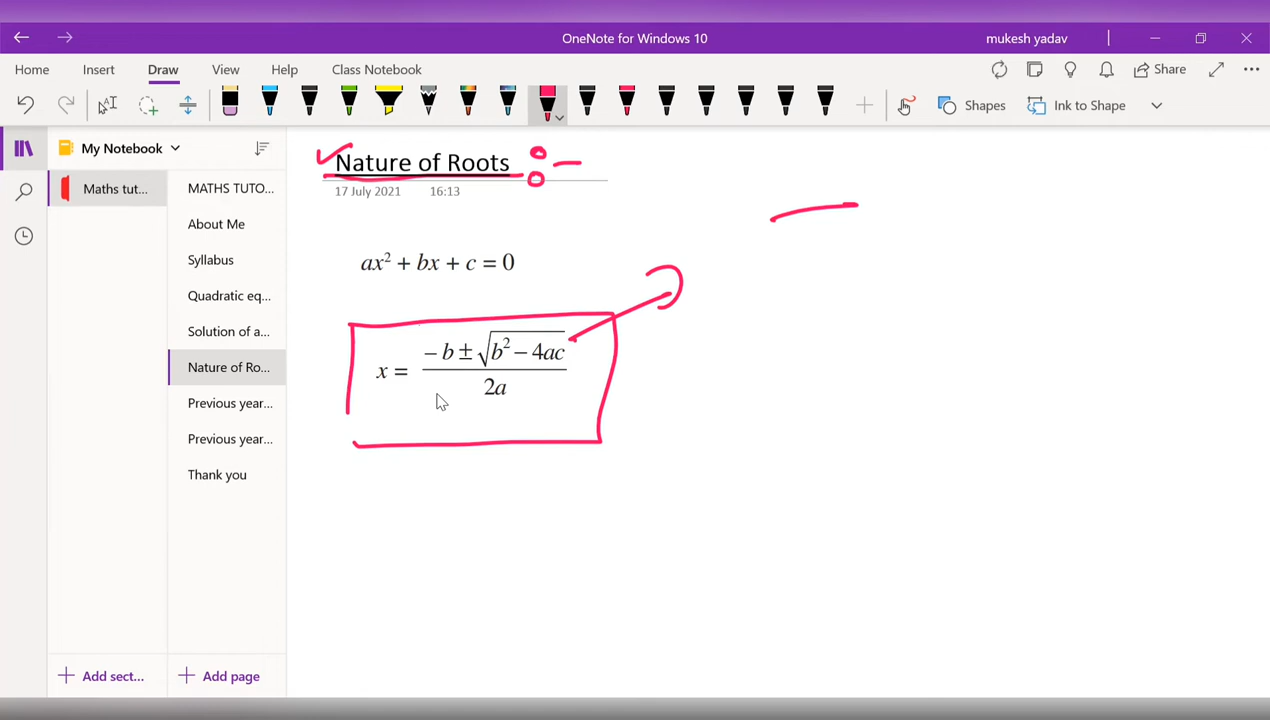 OneNote for Windows 10
mukesh yadav
Home Insert Draw View Help Class Notebook
Share
Shapes
Ink to Shape
My Notebook
Maths tut...
MATHS TUTO...
About Me
Syllabus
Quadratic eq...
Solution of a...
Nature of Ro...
Previous year...
Previous year...
Thank you
Add sect...
Add page
Nature of Roots :-
17 July 2021 16:13
ax² + bx + c = 0
x = (−b ± √(b² − 4ac)) / 2a